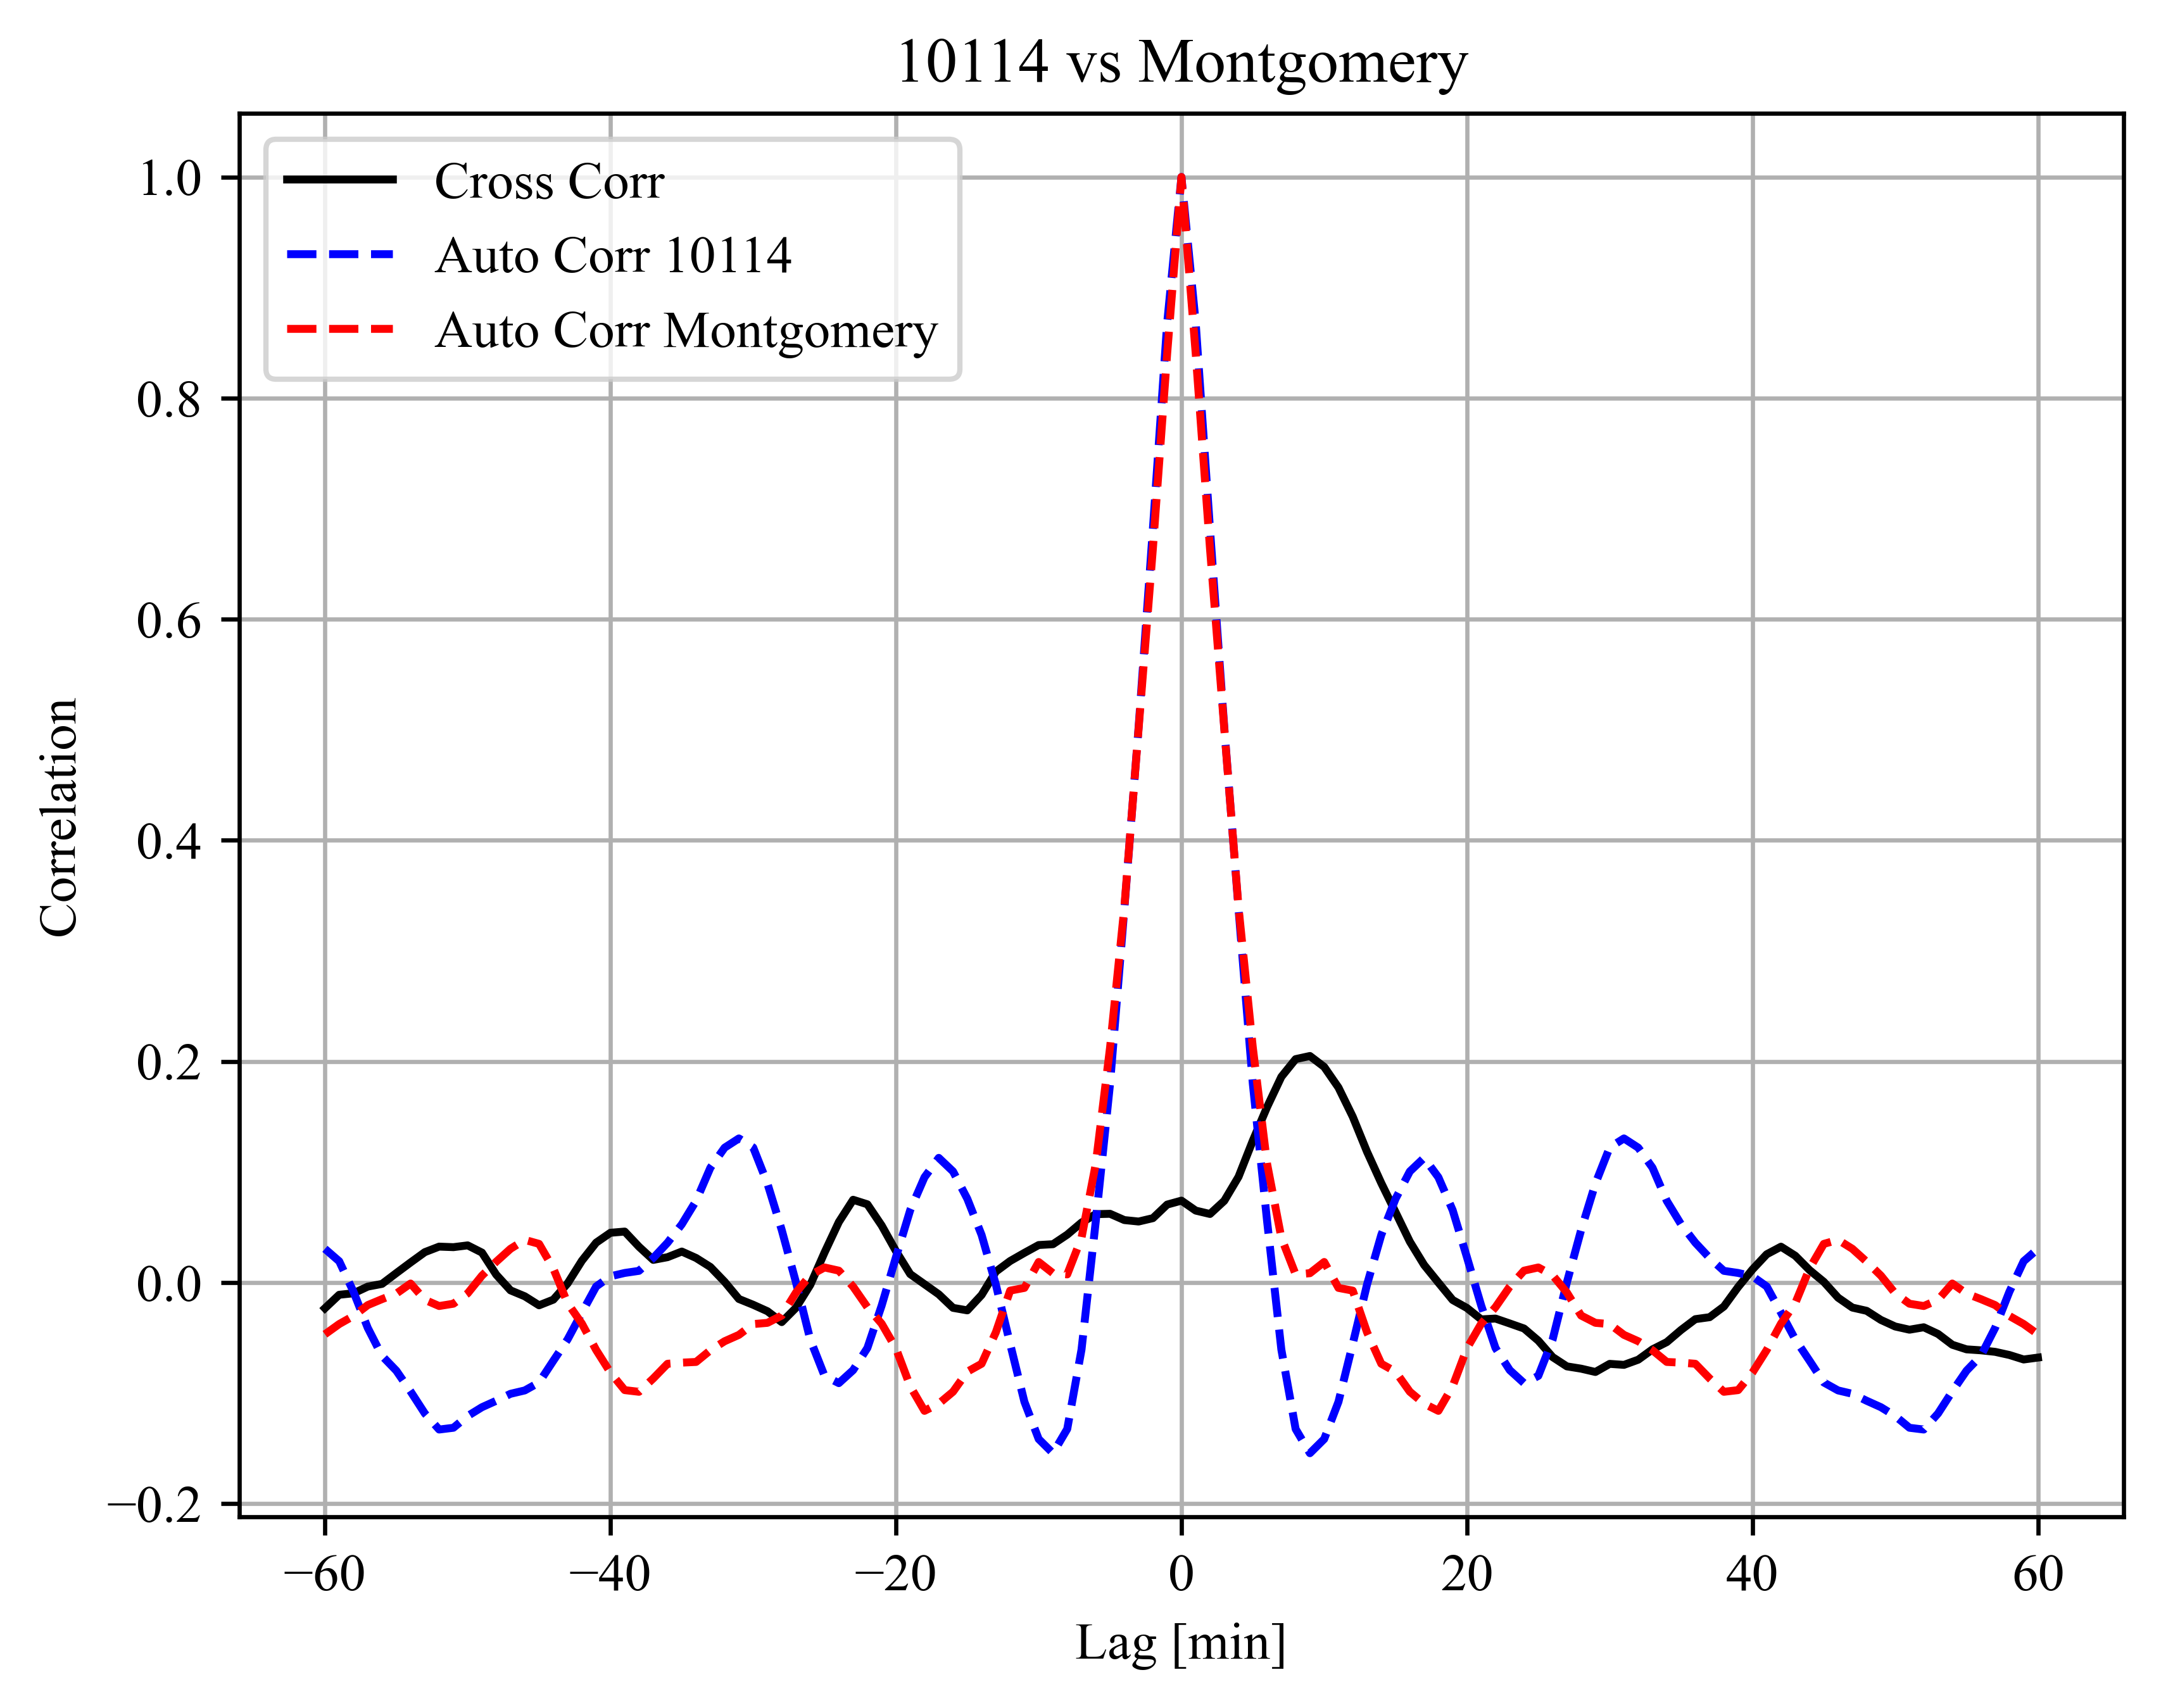 10114 vs Montgomery
Cross Corr
Auto Corr 10114
Auto Corr Montgomery
1.0
0.8
0.6
0.4
0.2
0.0
−0.2
Correlation
−60 −40 −20 0 20 40 60
Lag [min]